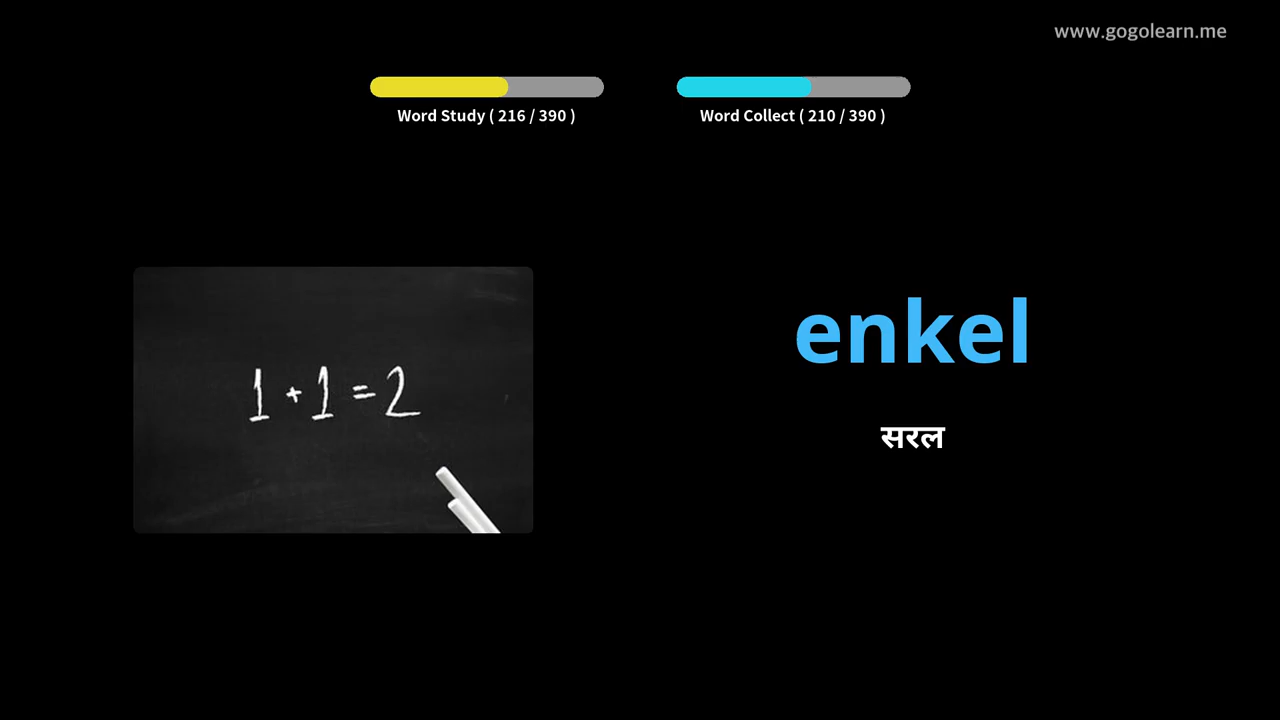 www.gogolearn.me
Word Study ( 216 / 390 )
Word Collect ( 210 / 390 )
1 + 1 = 2
enkel
सरल